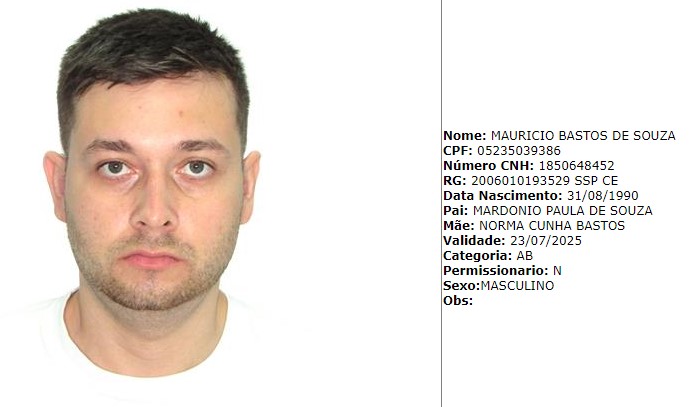 Nome: MAURICIO BASTOS DE SOUZA
CPF: 05235039386
Número CNH: 1850648452
RG: 2006010193529 SSP CE
Data Nascimento: 31/08/1990
Pai: MARDONIO PAULA DE SOUZA
Mãe: NORMA CUNHA BASTOS
Validade: 23/07/2025
Categoria: AB
Permissionario: N
Sexo:MASCULINO
Obs: